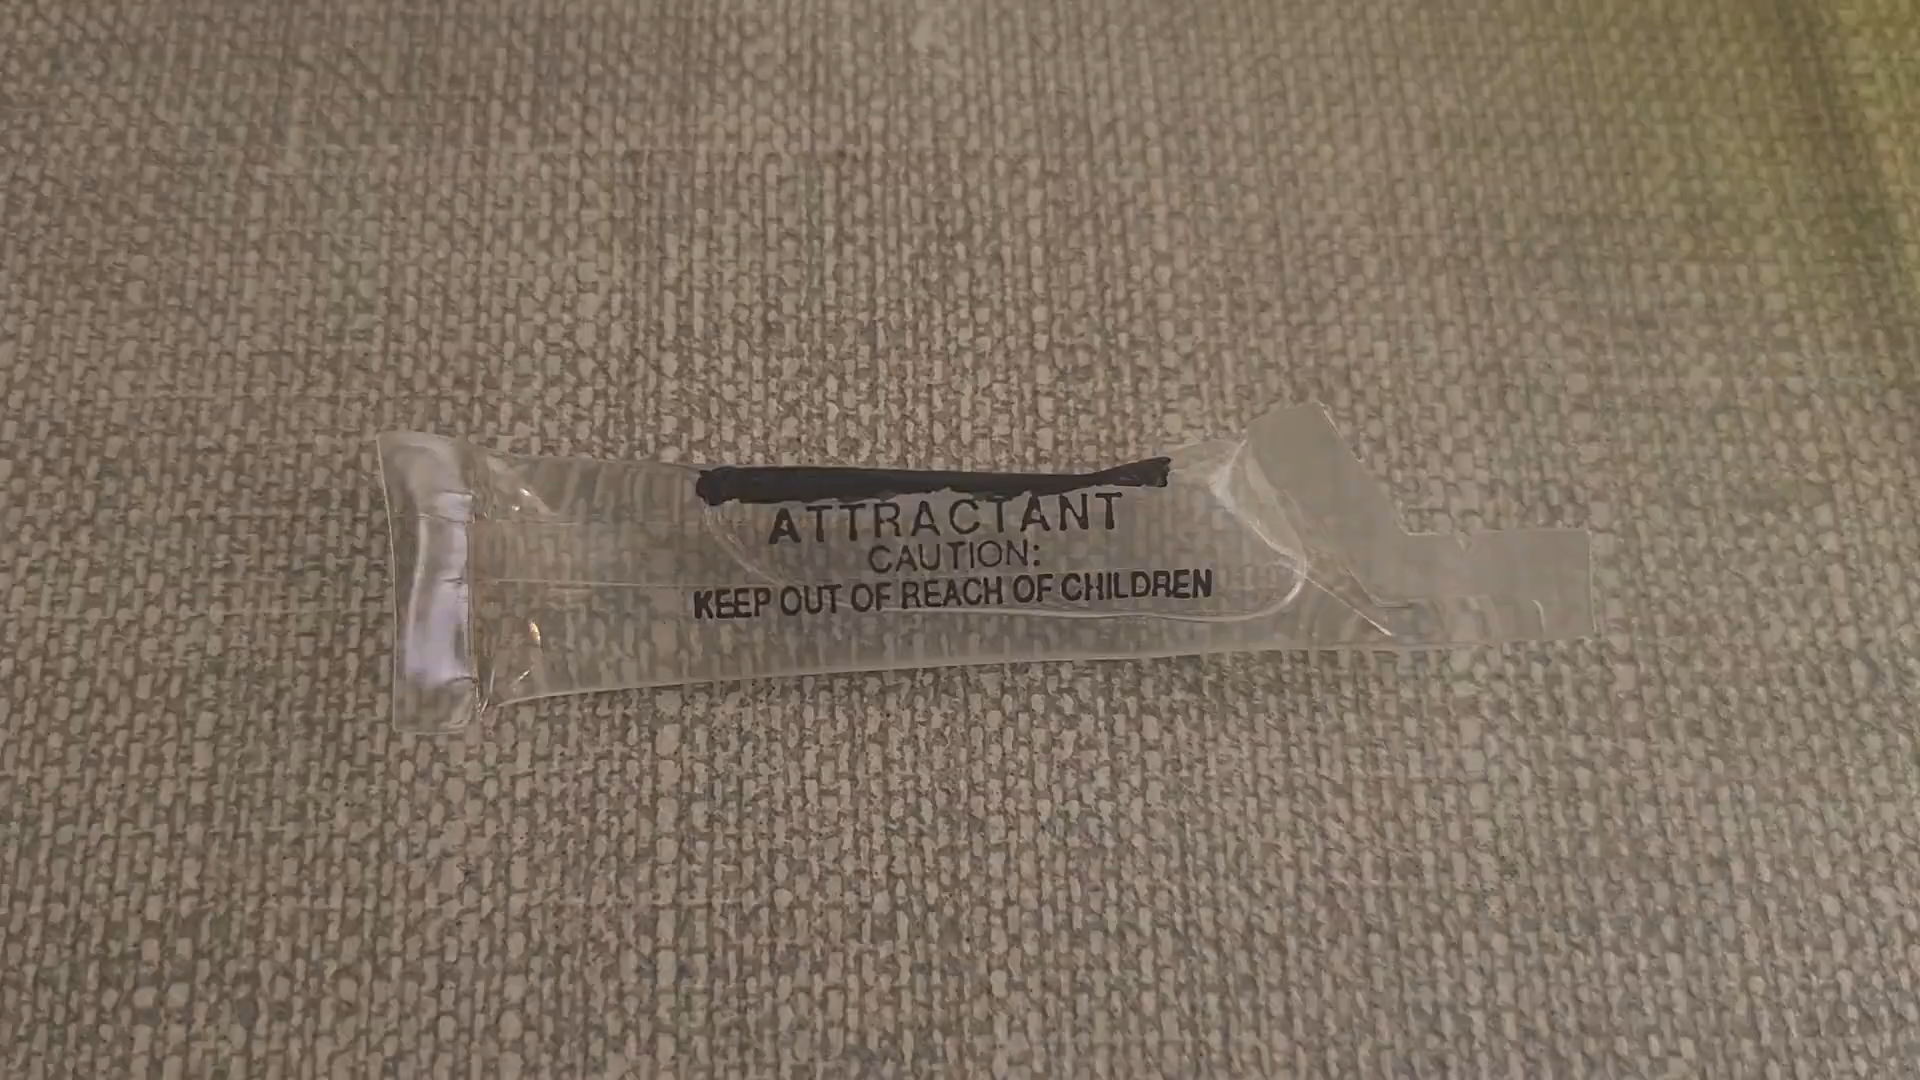 ATTRACTANT
CAUTION:
KEEP OUT OF REACH OF CHILDREN